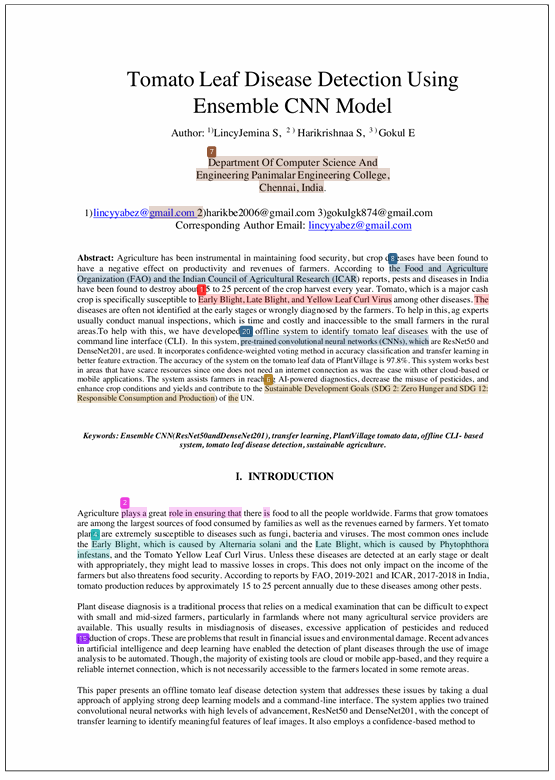 Tomato Leaf Disease Detection Using
Ensemble CNN Model
Author: 1)LincyJemina S, 2) Harikrishnaa S, 3)Gokul E
7
Department Of Computer Science And
Engineering Panimalar Engineering College,
Chennai, India.
1)lincyyabez@gmail.com 2)harikbe2006@gmail.com 3)gokulgk874@gmail.com
Corresponding Author Email: lincyyabez@gmail.com
Abstract: Agriculture has been instrumental in maintaining food security, but crop eases have been found to
have a negative effect on productivity and revenues of farmers. According to the Food and Agriculture
Organization (FAO) and the Indian Council of Agricultural Research (ICAR) reports, pests and diseases in India
have been found to destroy about 5 to 25 percent of the crop harvest every year. Tomato, which is a major cash
crop is specifically susceptible to Early Blight, Late Blight, and Yellow Leaf Curl Virus among other diseases. The
diseases are often not identified at the early stages or wrongly diagnosed by the farmers. To help in this, ag experts
usually conduct manual inspections, which is time and costly and inaccessible to the small farmers in the rural
areas.To help with this, we have develope 20 offline system to identify tomato leaf diseases with the use of
command line interface (CLI). In this system, pre-trained convolutional neural networks (CNNs), which are ResNet50 and
DenseNet201, are used. It incorporates confidence-weighted voting method in accuracy classification and transfer learning in
better feature extraction. The accuracy of the system on the tomato leaf data of PlantVillage is 97.8% . This system works best
in areas that have scarce resources since one does not need an internet connection as was the case with other cloud-based or
mobile applications. The system assists farmers in reach AI-powered diagnostics, decrease the misuse of pesticides, and
enhance crop conditions and yields and contribute to the Sustainable Development Goals (SDG 2: Zero Hunger and SDG 12:
Responsible Consumption and Production) of the UN.
Keywords: Ensemble CNN(ResNet50andDenseNet201), transfer learning, PlantVillage tomato data, offline CLI- based
system, tomato leaf disease detection, sustainable agriculture.
I. INTRODUCTION
2
Agriculture plays a great role in ensuring that there is food to all the people worldwide. Farms that grow tomatoes
are among the largest sources of food consumed by families as well as the revenues earned by farmers. Yet tomato
plan are extremely susceptible to diseases such as fungi, bacteria and viruses. The most common ones include
the Early Blight, which is caused by Alternaria solani and the Late Blight, which is caused by Phytophthora
infestans, and the Tomato Yellow Leaf Curl Virus. Unless these diseases are detected at an early stage or dealt
with appropriately, they might lead to massive losses in crops. This does not only impact on the income of the
farmers but also threatens food security. According to reports by FAO, 2019-2021 and ICAR, 2017-2018 in India,
tomato production reduces by approximately 15 to 25 percent annually due to these diseases among other pests.
Plant disease diagnosis is a traditional process that relies on a medical examination that can be difficult to expect
with small and mid-sized farmers, particularly in farmlands where not many agricultural service providers are
available. This usually results in misdiagnosis of diseases, excessive application of pesticides and reduced
15 duction of crops. These are problems that result in financial issues and environmental damage. Recent advances
in artificial intelligence and deep learning have enabled the detection of plant diseases through the use of image
analysis to be automated. Though, the majority of existing tools are cloud or mobile app-based, and they require a
reliable internet connection, which is not necessarily accessible to the farmers located in some remote areas.
This paper presents an offline tomato leaf disease detection system that addresses these issues by taking a dual
approach of applying strong deep learning models and a command-line interface. The system applies two trained
convolutional neural networks with high levels of advancement, ResNet50 and DenseNet201, with the concept of
transfer learning to identify meaningful features of leaf images. It also employs a confidence-based method to